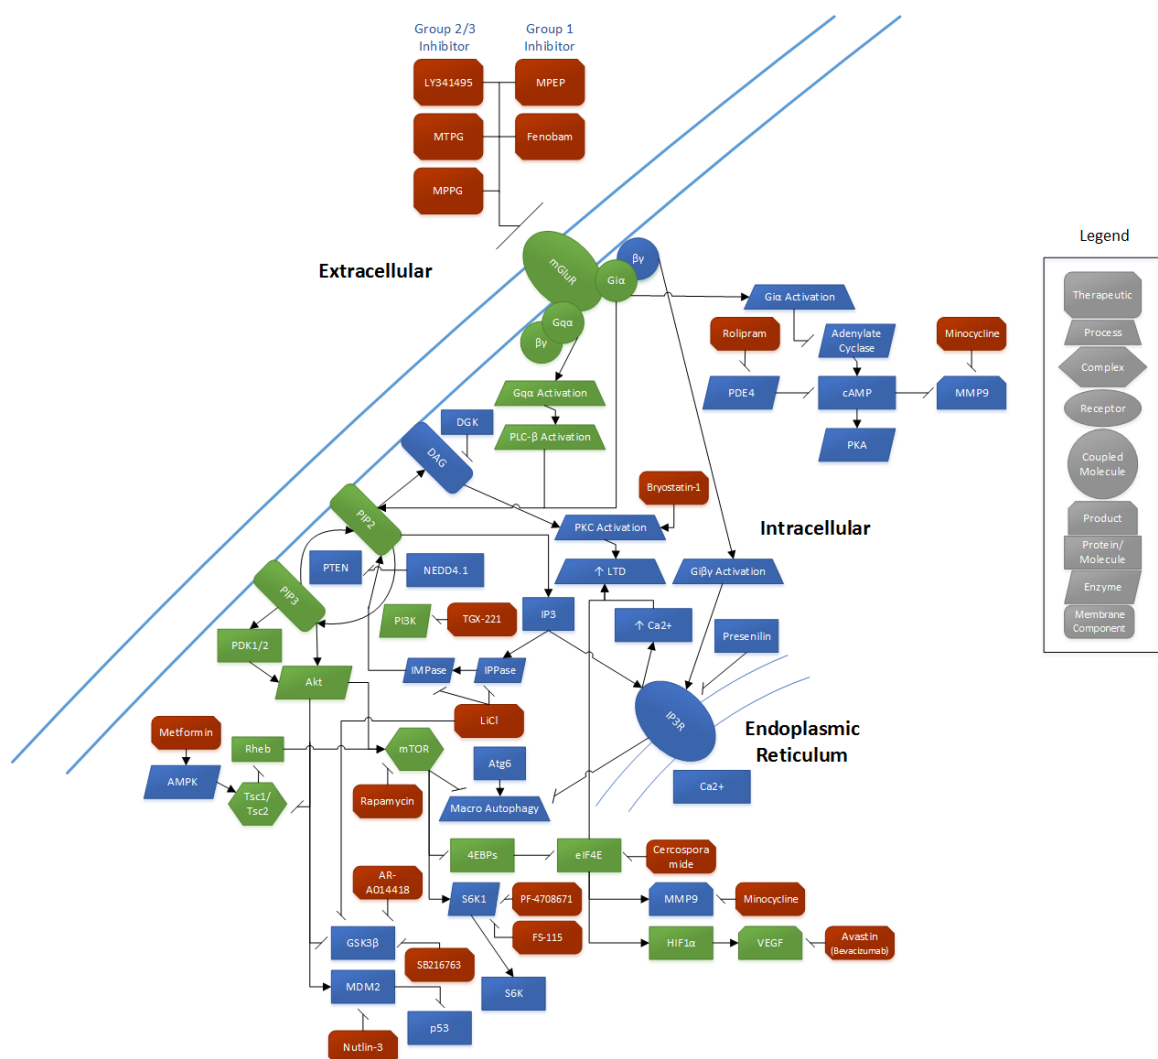 Group 2/3
Inhibitor
Group 1
Inhibitor
LY341495
MPEP
MTPG
Fenobam
MPPG
Extracellular
mGluR
Giα
βγ
Gqα
βγ
Giα Activation
Rolipram
Adenylate
Cyclase
Minocycline
PDE4
cAMP
MMP9
PKA
Gqα Activation
DGK
PLC-β Activation
DAG
Bryostatin-1
PIP2
PKC Activation
Intracellular
PTEN
NEDD4.1
↑ LTD
Giβγ Activation
PIP3
PI3K
TGX-221
IP3
↑ Ca2+
Presenilin
PDK1/2
Akt
IMPase
IPPase
IP3R
LiCl
Endoplasmic
Reticulum
Metformin
Rheb
mTOR
Atg6
AMPK
Tsc1/
Tsc2
Rapamycin
Macro Autophagy
Ca2+
4EBPs
eIF4E
Cercospora
mide
AR-
A014418
S6K1
PF-4708671
MMP9
Minocycline
FS-115
GSK3β
HIF1α
VEGF
Avastin
(Bevacizumab)
SB216763
MDM2
S6K
p53
Nutlin-3
Legend
Therapeutic
Process
Complex
Receptor
Coupled
Molecule
Product
Protein/
Molecule
Enzyme
Membrane
Component